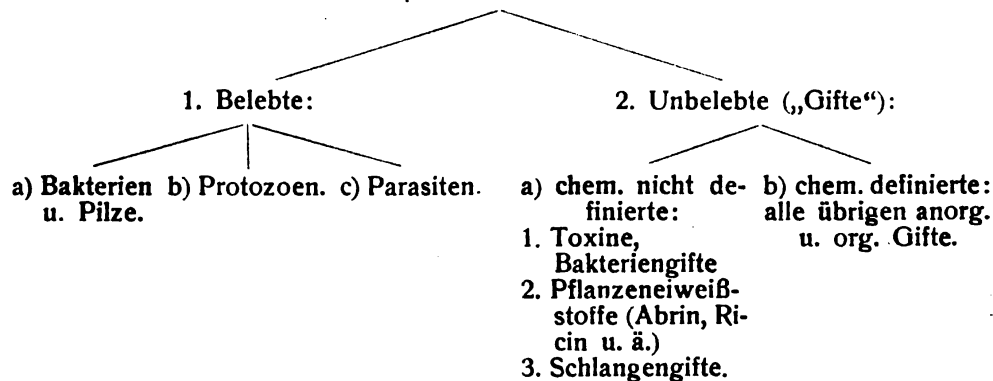 1. Belebte:
2. Unbelebte („Gifte“):
a) Bakterien
u. Pilze.
b) Protozoen.
c) Parasiten.
a) chem. nicht de-
finierte:
1. Toxine,
Bakteriengifte
2. Pflanzeneiweiß-
stoffe (Abrin, Ri-
cin u. ä.)
3. Schlangengifte.
b) chem. definierte:
alle übrigen anorg.
u. org. Gifte.